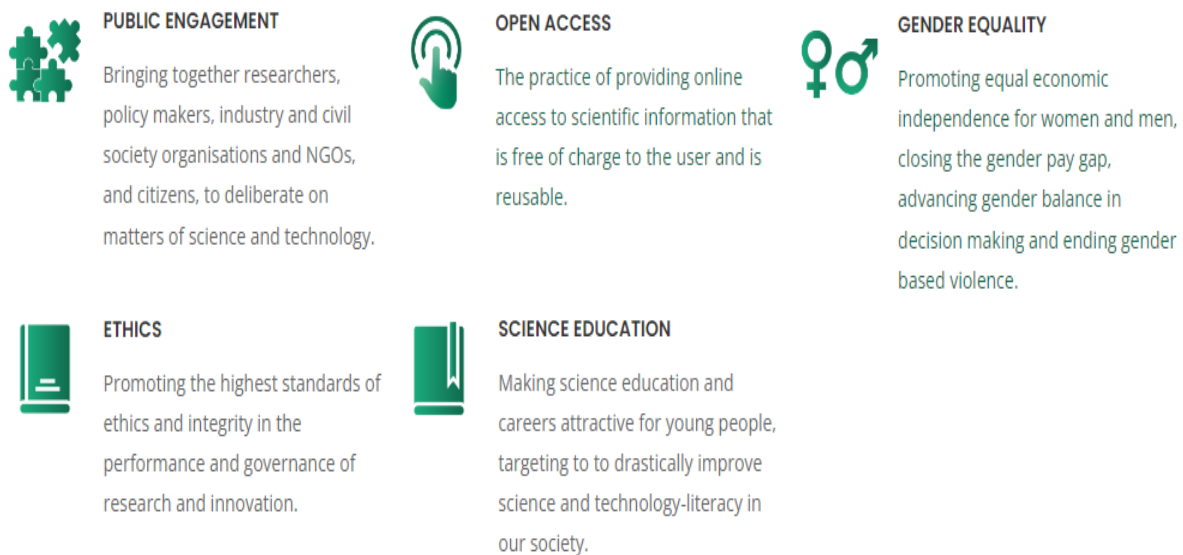 PUBLIC ENGAGEMENT
Bringing together researchers,
policy makers, industry and civil
society organisations and NGOs,
and citizens, to deliberate on
matters of science and technology.
OPEN ACCESS
The practice of providing online
access to scientific information that
is free of charge to the user and is
reusable.
GENDER EQUALITY
Promoting equal economic
independence for women and men,
closing the gender pay gap,
advancing gender balance in
decision making and ending gender
based violence.
ETHICS
Promoting the highest standards of
ethics and integrity in the
performance and governance of
research and innovation.
SCIENCE EDUCATION
Making science education and
careers attractive for young people,
targeting to to drastically improve
science and technology-literacy in
our society.